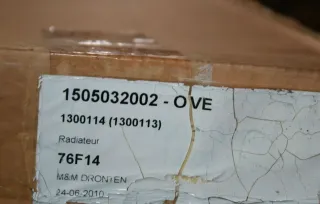 1505032002 - OVE
1300114 (1300113)
Radiateur
76F14
M&M DRONTEN
24-06-2010